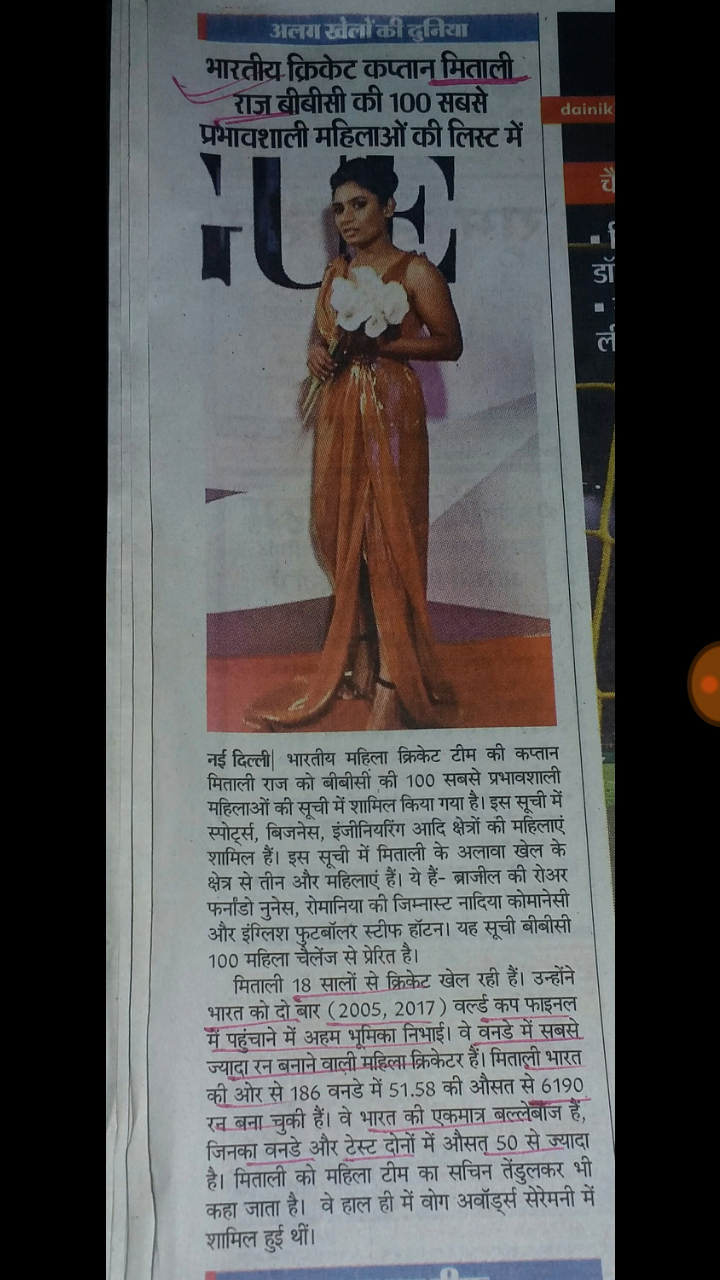 अलग खेलों की दुनिया
भारतीय क्रिकेट कप्तान मिताली
राज बीबीसी की 100 सबसे
प्रभावशाली महिलाओं की लिस्ट में
UE
नई दिल्ली| भारतीय महिला क्रिकेट टीम की कप्तान
मिताली राज को बीबीसी की 100 सबसे प्रभावशाली
महिलाओं की सूची में शामिल किया गया है। इस सूची में
स्पोर्ट्स, बिजनेस, इंजीनियरिंग आदि क्षेत्रों की महिलाएं
शामिल हैं। इस सूची में मिताली के अलावा खेल के
क्षेत्र से तीन और महिलाएं हैं। ये हैं- ब्राजील की रोअर
फर्नांडो नुनेस, रोमानिया की जिम्नास्ट नादिया कोमानेसी
और इंग्लिश फुटबॉलर स्टीफ हॉटन। यह सूची बीबीसी
100 महिला चैलेंज से प्रेरित है।
मिताली 18 सालों से क्रिकेट खेल रही हैं। उन्होंने
भारत को दो बार (2005, 2017) वर्ल्ड कप फाइनल
में पहुंचाने में अहम भूमिका निभाई। वे वनडे में सबसे
ज्यादा रन बनाने वाली महिला क्रिकेटर हैं। मिताली भारत
की ओर से 186 वनडे में 51.58 की औसत से 6190
रन बना चुकी हैं। वे भारत की एकमात्र बल्लेबाज हैं,
जिनका वनडे और टेस्ट दोनों में औसत 50 से ज्यादा
है। मिताली को महिला टीम का सचिन तेंदुलकर भी
कहा जाता है। वे हाल ही में वोग अवॉर्ड्स सेरेमनी में
शामिल हुई थीं।
dainik
चै
डॉ
ली